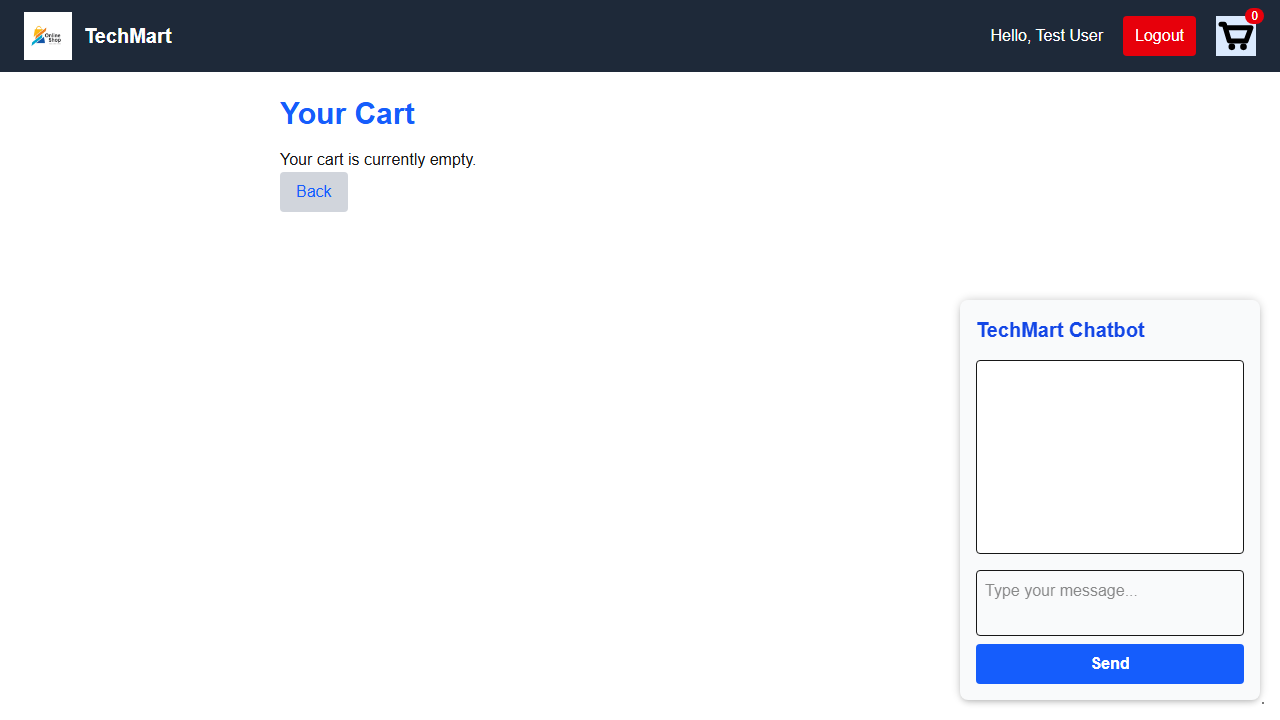 Online
Shop
TechMart
Hello, Test User
Logout
0
Your Cart
Your cart is currently empty.
Back
TechMart Chatbot
Type your message...
Send
.